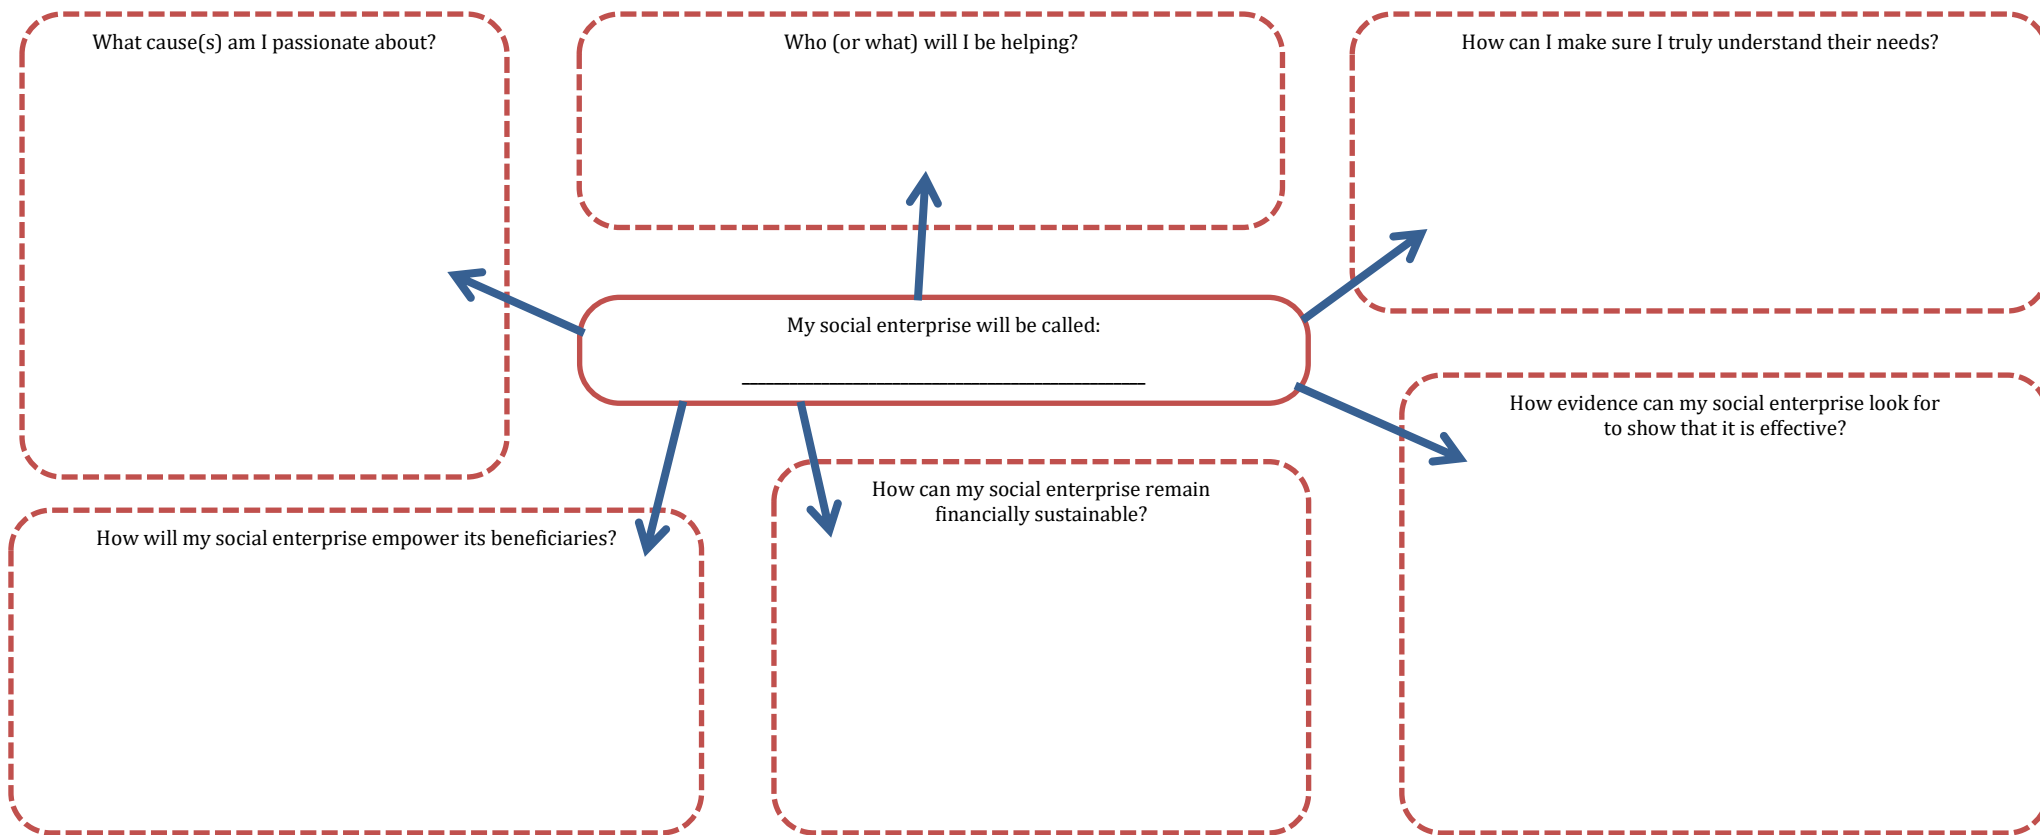 What cause(s) am I passionate about?
Who (or what) will I be helping?
How can I make sure I truly understand their needs?
My social enterprise will be called:
How evidence can my social enterprise look for
to show that it is effective?
How can my social enterprise remain
financially sustainable?
How will my social enterprise empower its beneficiaries?